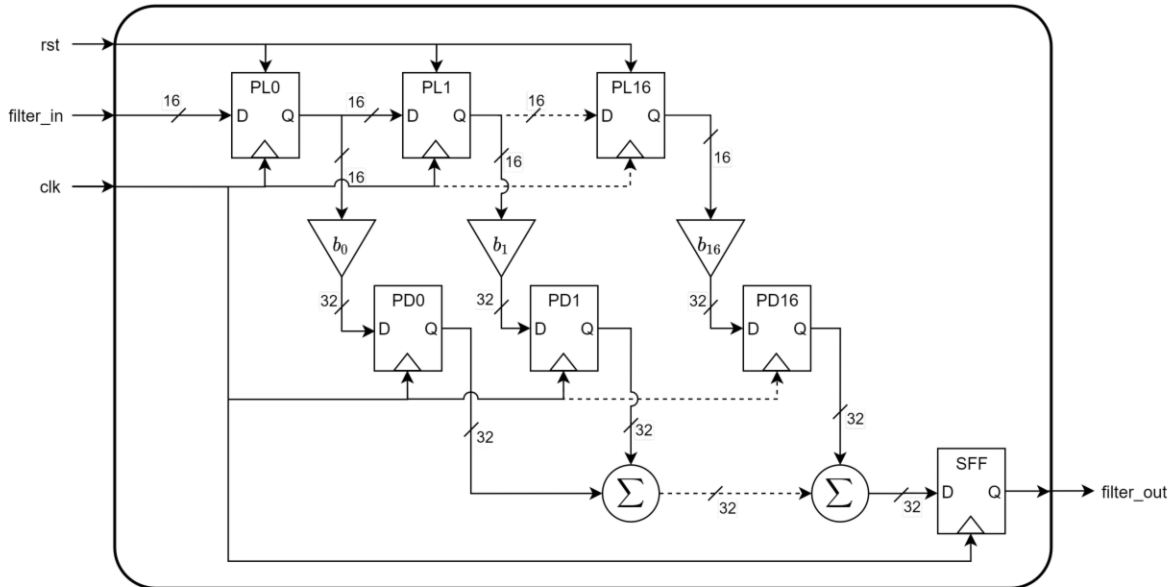 rst
PL0
PL1
PL16
filter_in
16
D
Q
16
D
Q
16
D
Q
16
16
16
clk
b₀
b₁
b₁₆
32
PD0
D
Q
32
PD1
D
Q
32
PD16
D
Q
32
32
32
Σ
32
Σ
32
SFF
D
Q
filter_out